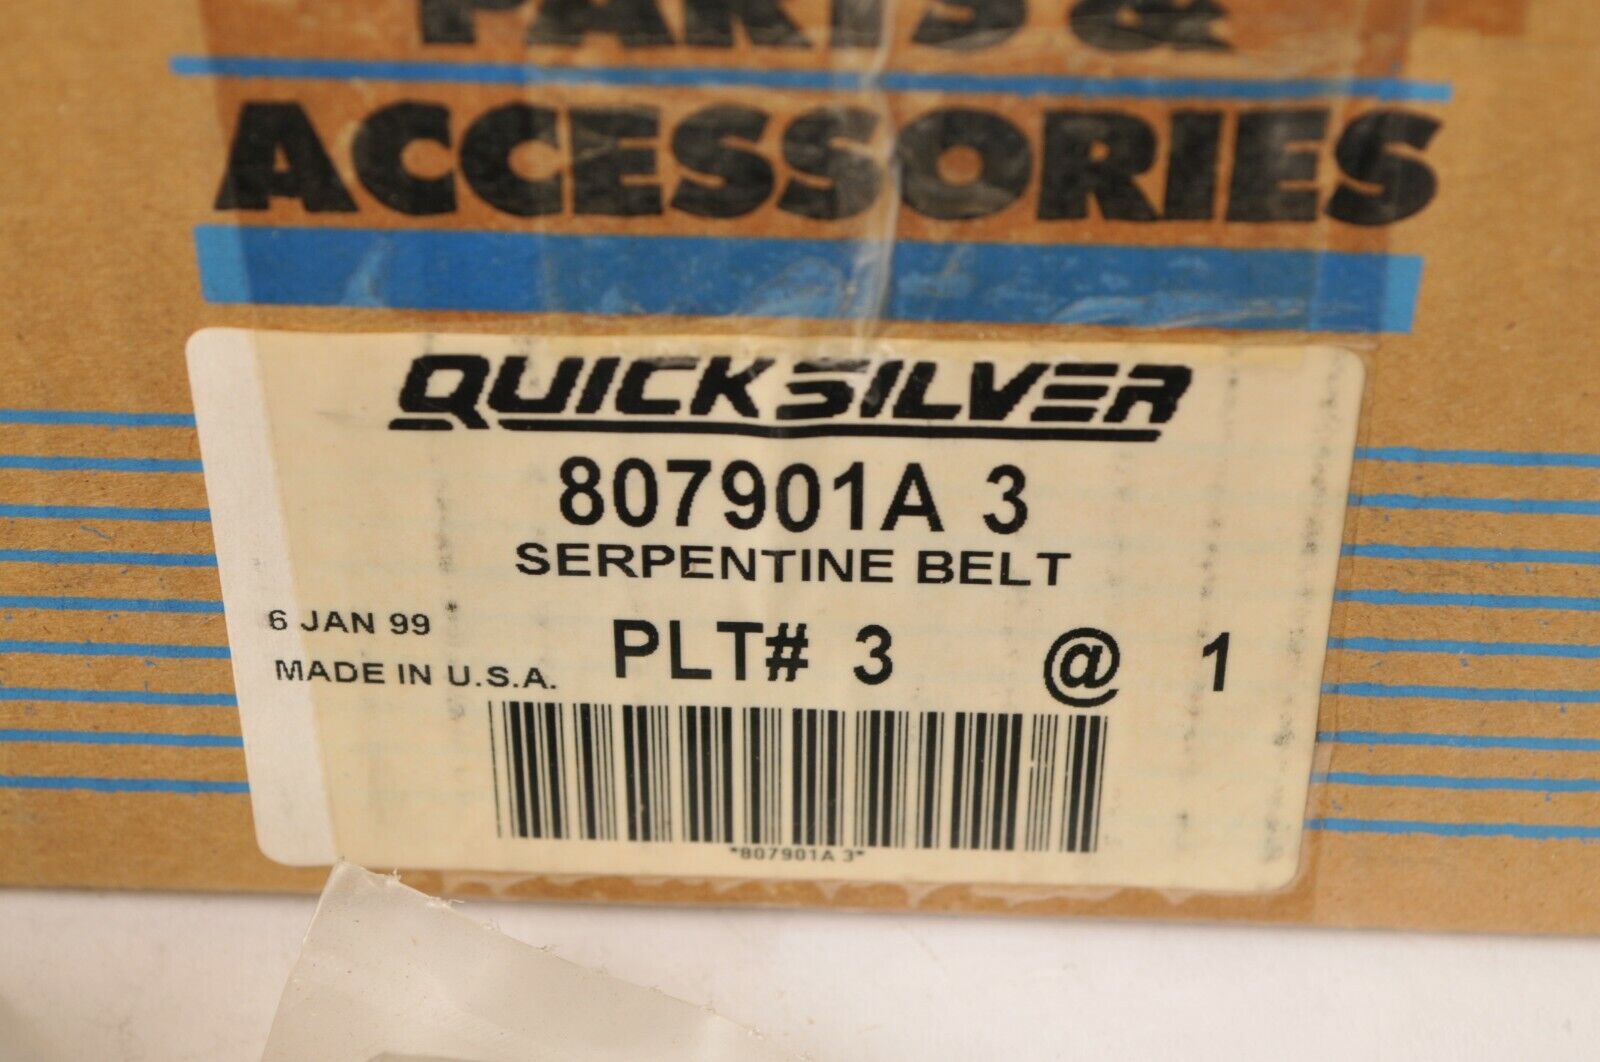 PARTS &
ACCESSORIES
QUICKSILVER
807901A 3
SERPENTINE BELT
6 JAN 99
PLT# 3 @ 1
MADE IN U.S.A.
*807901A 3*